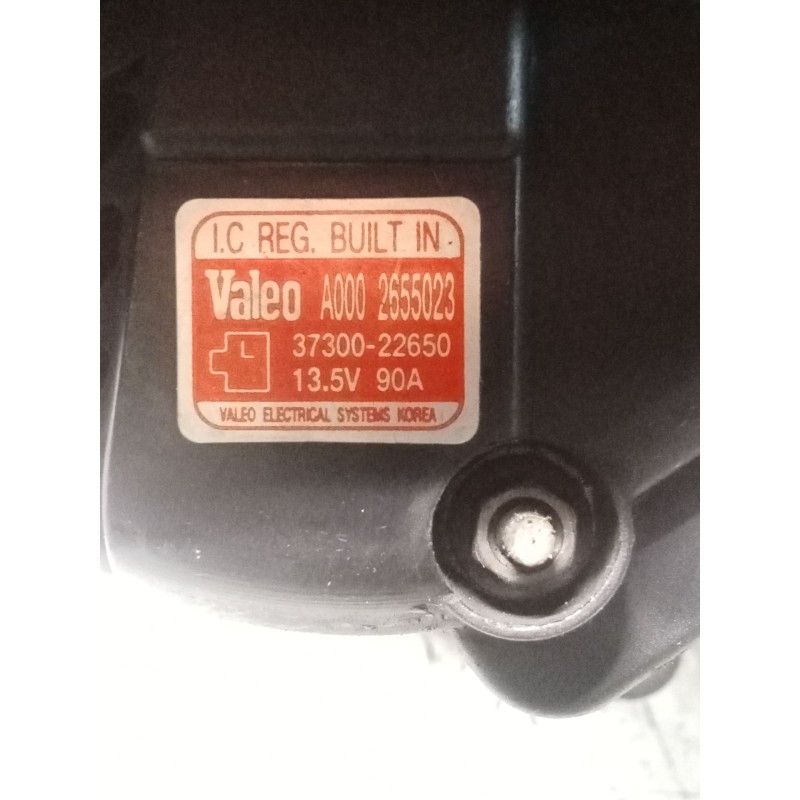 I.C REG. BUILT IN
Valeo A000 2655023
37300-22650
13.5V 90A
VALEO ELECTRICAL SYSTEMS KOREA